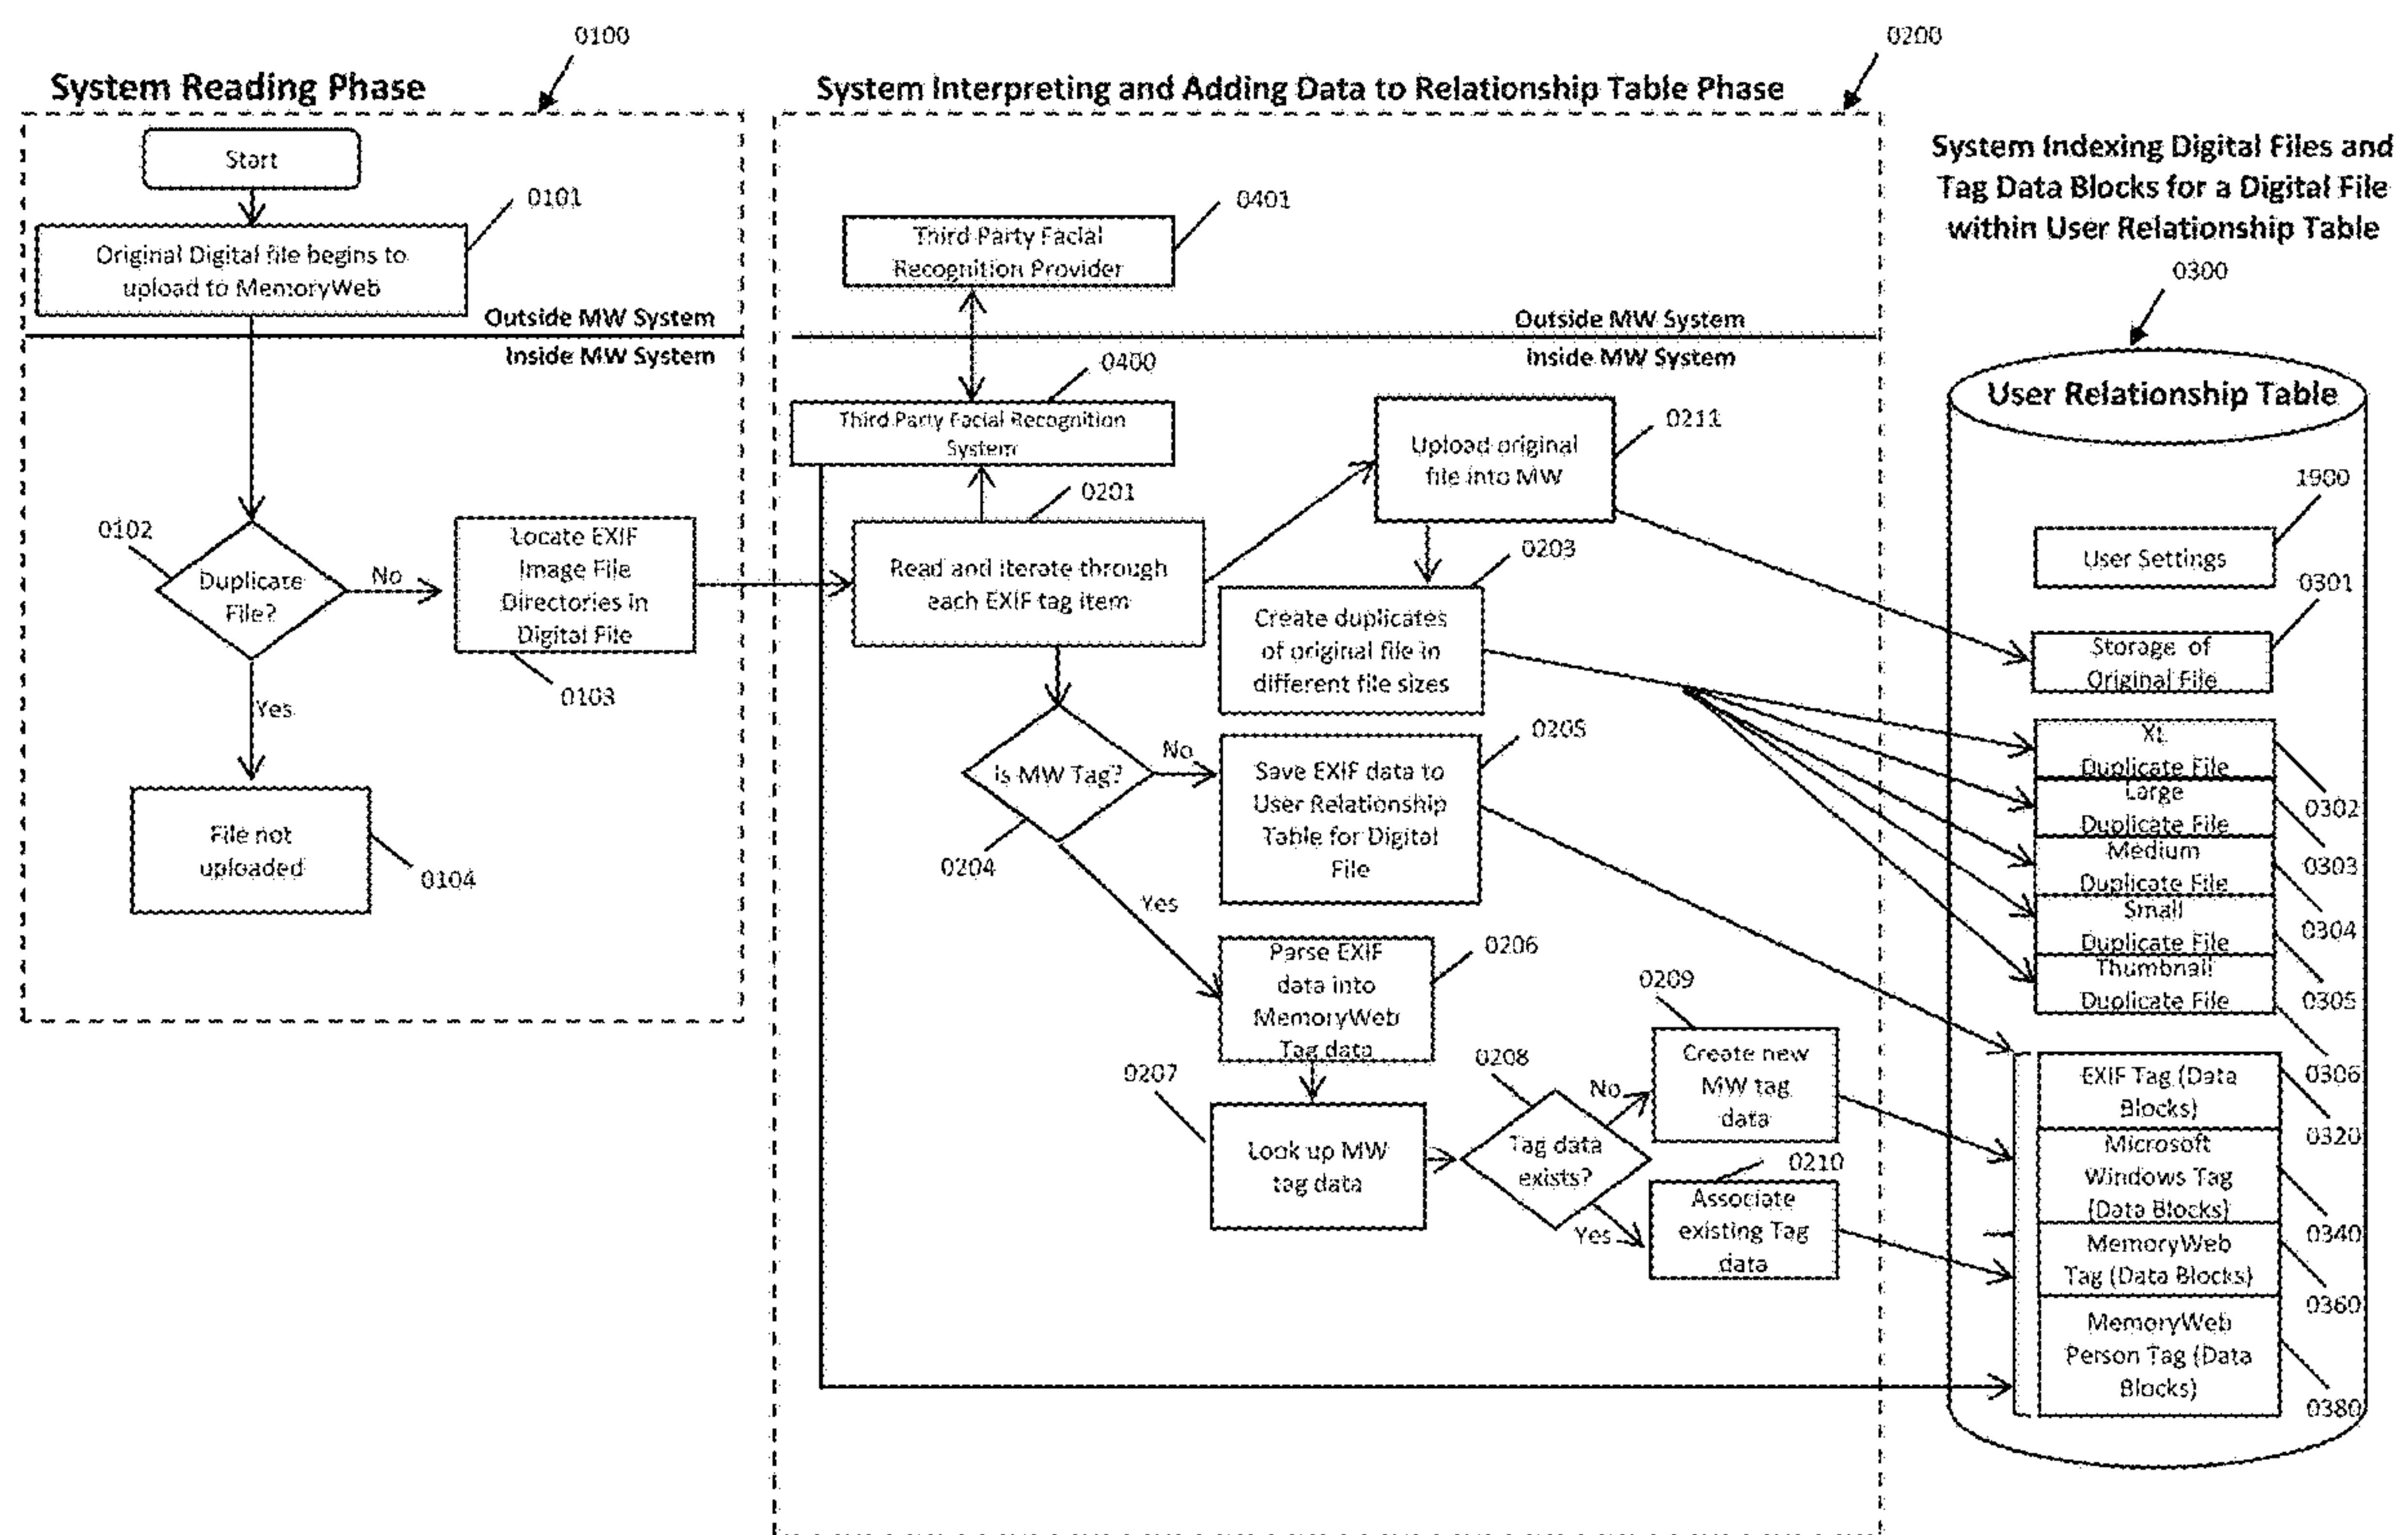 0100
System Reading Phase
Start
0101
Original Digital file begins to
upload to MemoryWeb
Outside MW System
Inside MW System
0102
Duplicate
File?
No
Locate EXIF
Image File
Directories in
Digital File
0103
Yes
File not
uploaded
0104
0200
System Interpreting and Adding Data to Relationship Table Phase
0401
Third Party Facial
Recognition Provider
Outside MW System
Inside MW System
0400
Third Party Facial Recognition
System
0201
Read and iterate through
each EXIF tag item
0211
Upload original
file into MW
0203
Create duplicates
of original file in
different file sizes
Is MW Tag?
0204
No
0205
Save EXIF data to
User Relationship
Table for Digital
File
Yes
0206
Parse EXIF
data into
MemoryWeb
Tag data
0207
Look up MW
tag data
0208
Tag data
exists?
No
0209
Create new
MW tag
data
Yes
0210
Associate
existing Tag
data
System Indexing Digital Files and
Tag Data Blocks for a Digital File
within User Relationship Table
0300
User Relationship Table
1900
User Settings
0301
Storage of
Original File
XL
Duplicate File
0302
Large
Duplicate File
0303
Medium
Duplicate File
0304
Small
Duplicate File
0305
Thumbnail
Duplicate File
0306
EXIF Tag (Data
Blocks)
0320
Microsoft
Windows Tag
(Data Blocks)
0340
MemoryWeb
Tag (Data Blocks)
0360
MemoryWeb
Person Tag (Data
Blocks)
0380